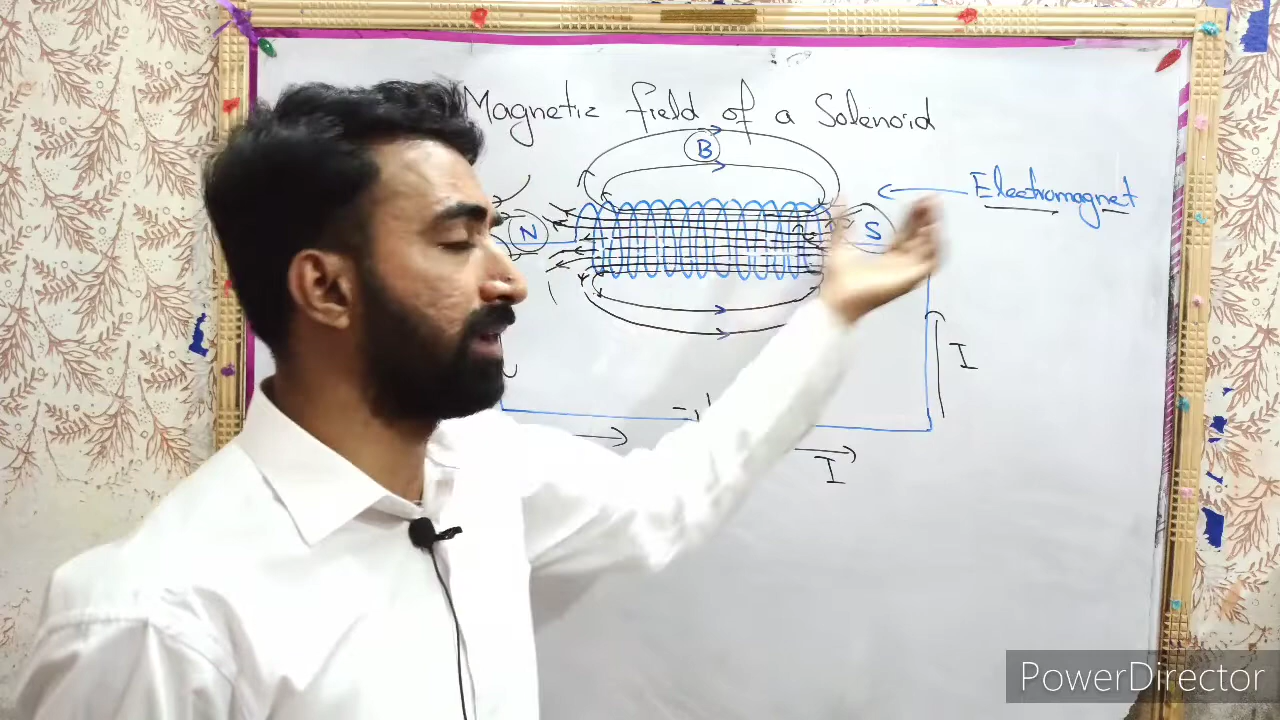 Magnetic field of a Solenoid
B
Electromagnet
N
S
I
I
PowerDirector